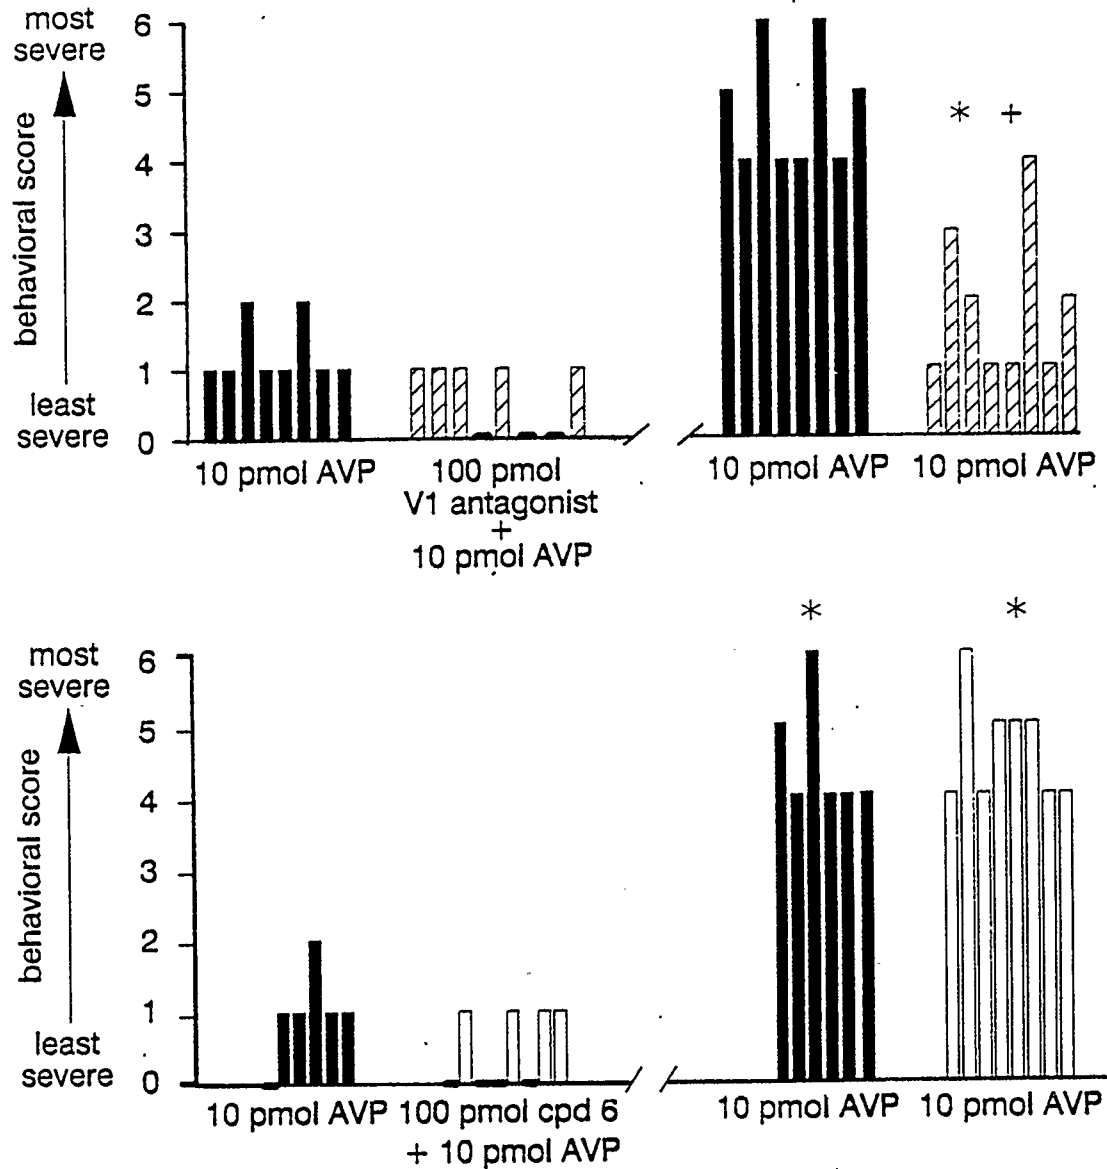 most
severe
behavioral score
least
severe
6
5
4
3
2
1
0
* +
10 pmol AVP
100 pmol
V1 antagonist
+
10 pmol AVP
10 pmol AVP
10 pmol AVP
most
severe
behavioral score
least
severe
6
5
4
3
2
1
0
* *
10 pmol AVP
100 pmol cpd 6
+ 10 pmol AVP
10 pmol AVP
10 pmol AVP